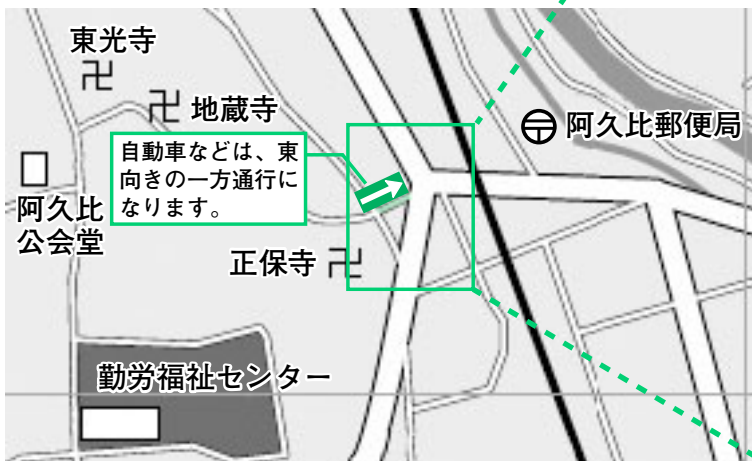 東光寺
地蔵寺
阿久比郵便局
自動車などは、東
向きの一方通行に
なります。
阿久比
公会堂
正保寺
勤労福祉センター